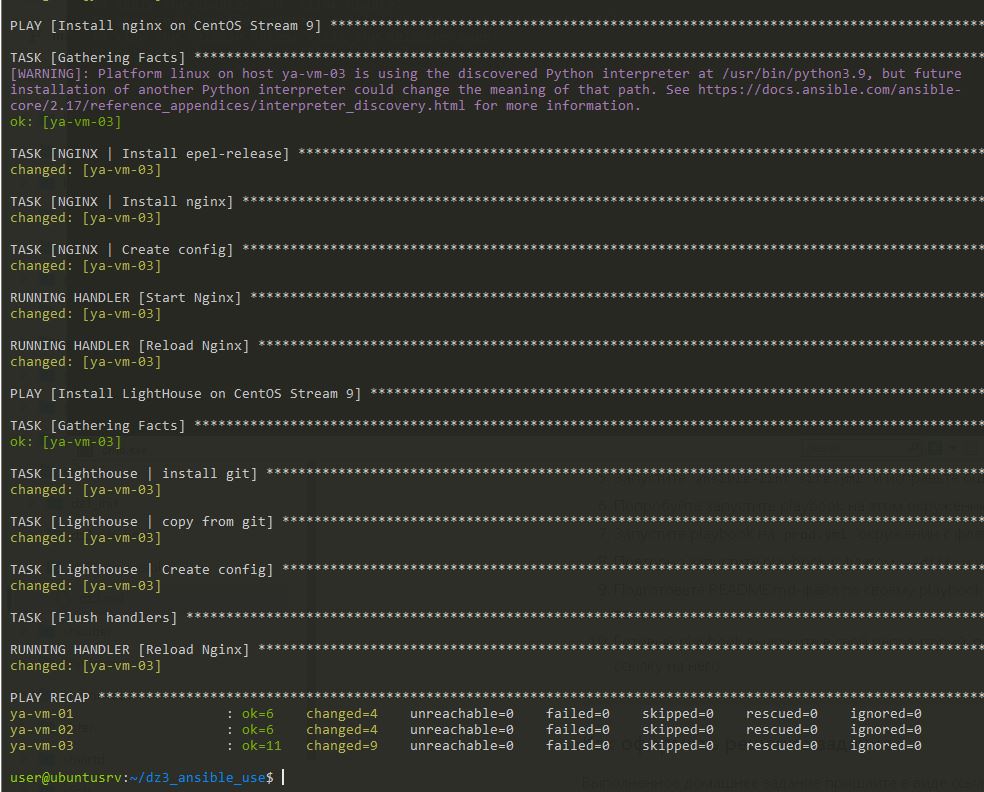 PLAY [Install nginx on CentOS Stream 9] **********************************************************************************
TASK [Gathering Facts] ***************************************************************************************************
[WARNING]: Platform linux on host ya-vm-03 is using the discovered Python interpreter at /usr/bin/python3.9, but future
installation of another Python interpreter could change the meaning of that path. See https://docs.ansible.com/ansible-
core/2.17/reference_appendices/interpreter_discovery.html for more information.
ok: [ya-vm-03]
TASK [NGINX | Install epel-release] **************************************************************************************
changed: [ya-vm-03]
TASK [NGINX | Install nginx] *********************************************************************************************
changed: [ya-vm-03]
TASK [NGINX | Create config] *********************************************************************************************
changed: [ya-vm-03]
RUNNING HANDLER [Start Nginx] ********************************************************************************************
changed: [ya-vm-03]
RUNNING HANDLER [Reload Nginx] *******************************************************************************************
changed: [ya-vm-03]
PLAY [Install LightHouse on CentOS Stream 9] *****************************************************************************
TASK [Gathering Facts] ***************************************************************************************************
ok: [ya-vm-03]
TASK [Lighthouse | install git] ******************************************************************************************
changed: [ya-vm-03]
TASK [Lighthouse | copy from git] ****************************************************************************************
changed: [ya-vm-03]
TASK [Lighthouse | Create config] ****************************************************************************************
changed: [ya-vm-03]
TASK [Flush handlers] ****************************************************************************************************
RUNNING HANDLER [Reload Nginx] *******************************************************************************************
changed: [ya-vm-03]
PLAY RECAP ***************************************************************************************************************
ya-vm-01                   : ok=6    changed=4    unreachable=0    failed=0    skipped=0    rescued=0    ignored=0
ya-vm-02                   : ok=6    changed=4    unreachable=0    failed=0    skipped=0    rescued=0    ignored=0
ya-vm-03                   : ok=11   changed=9    unreachable=0    failed=0    skipped=0    rescued=0    ignored=0
user@ubuntusrv:~/dz3_ansible_use$